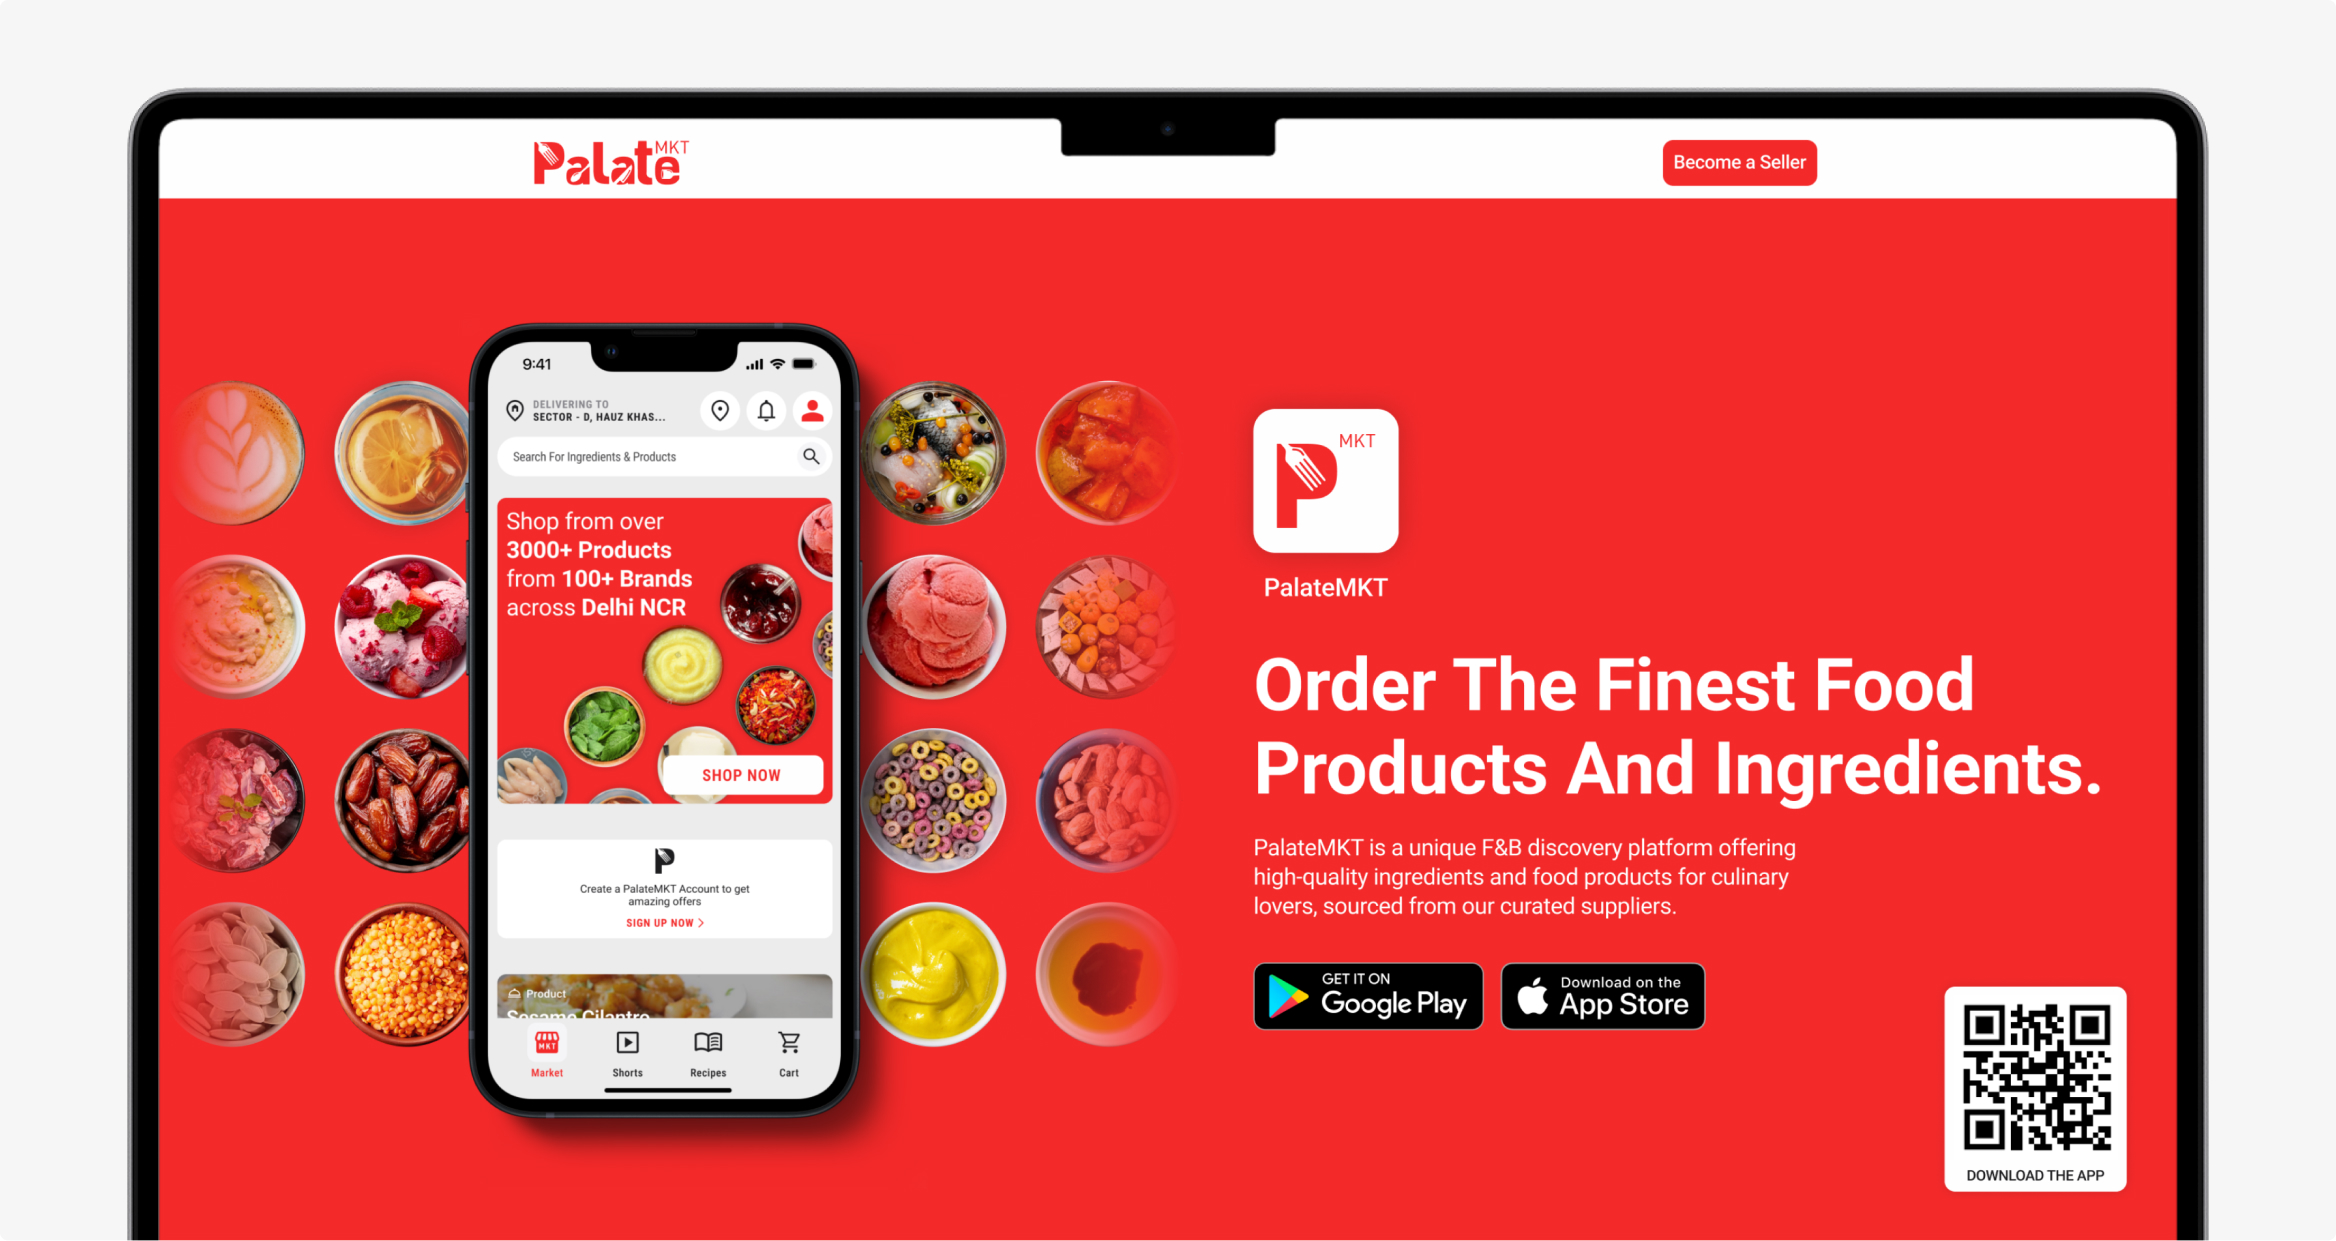 Palate MKT
Become a Seller
9:41
DELIVERING TO
SECTOR - D, HAUZ KHAS...
Search For Ingredients & Products
Shop from over
3000+ Products
from 100+ Brands
across Delhi NCR
SHOP NOW
P
Create a PalateMKT Account to get
amazing offers
SIGN UP NOW >
Product
Sesame Cilantro
MKT
Market
Shorts
Recipes
Cart
P MKT
PalateMKT
Order The Finest Food
Products And Ingredients.
PalateMKT is a unique F&B discovery platform offering
high-quality ingredients and food products for culinary
lovers, sourced from our curated suppliers.
GET IT ON
Google Play
Download on the
App Store
DOWNLOAD THE APP